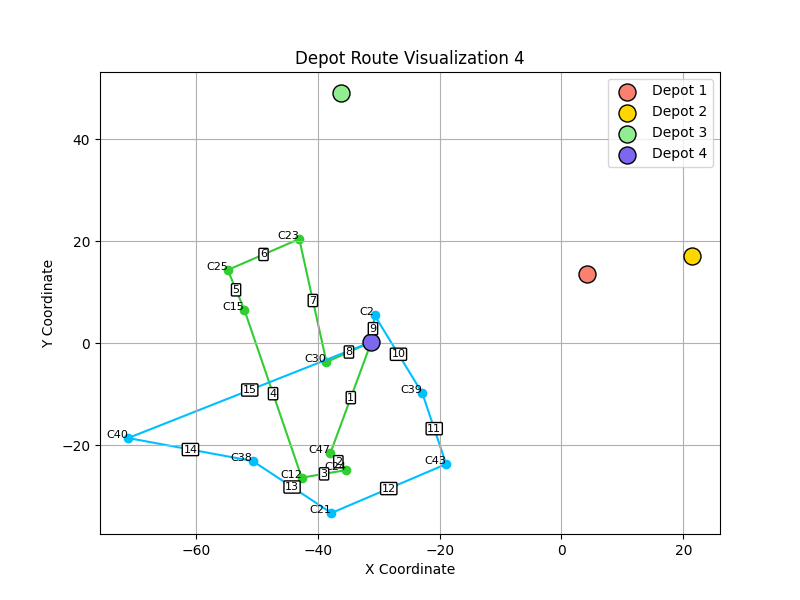 Depot Route Visualization 4
Depot 1
Depot 2
Depot 3
Depot 4
Y Coordinate
40
20
0
−20
C23
6
C25
5
C15
7
C2
9
10
8
C30
15
4
1
C39
11
C40
14
C38
C47
2
3
C12
13
C43
12
C21
−60
−40
−20
0
20
X Coordinate